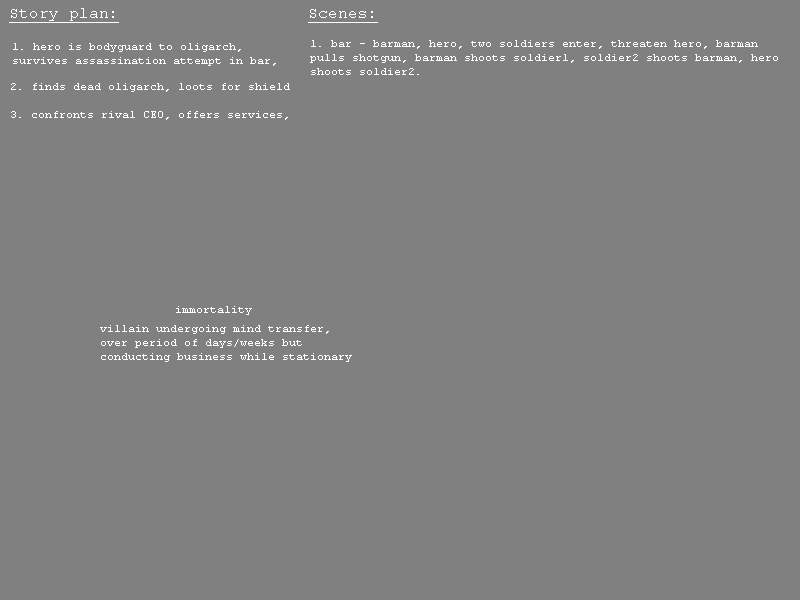 Story plan:
1. hero is bodyguard to oligarch,
survives assassination attempt in bar,
2. finds dead oligarch, loots for shield
3. confronts rival CEO, offers services,
Scenes:
1. bar - barman, hero, two soldiers enter, threaten hero, barman
pulls shotgun, barman shoots soldier1, soldier2 shoots barman, hero
shoots soldier2.
immortality
villain undergoing mind transfer,
over period of days/weeks but
conducting business while stationary